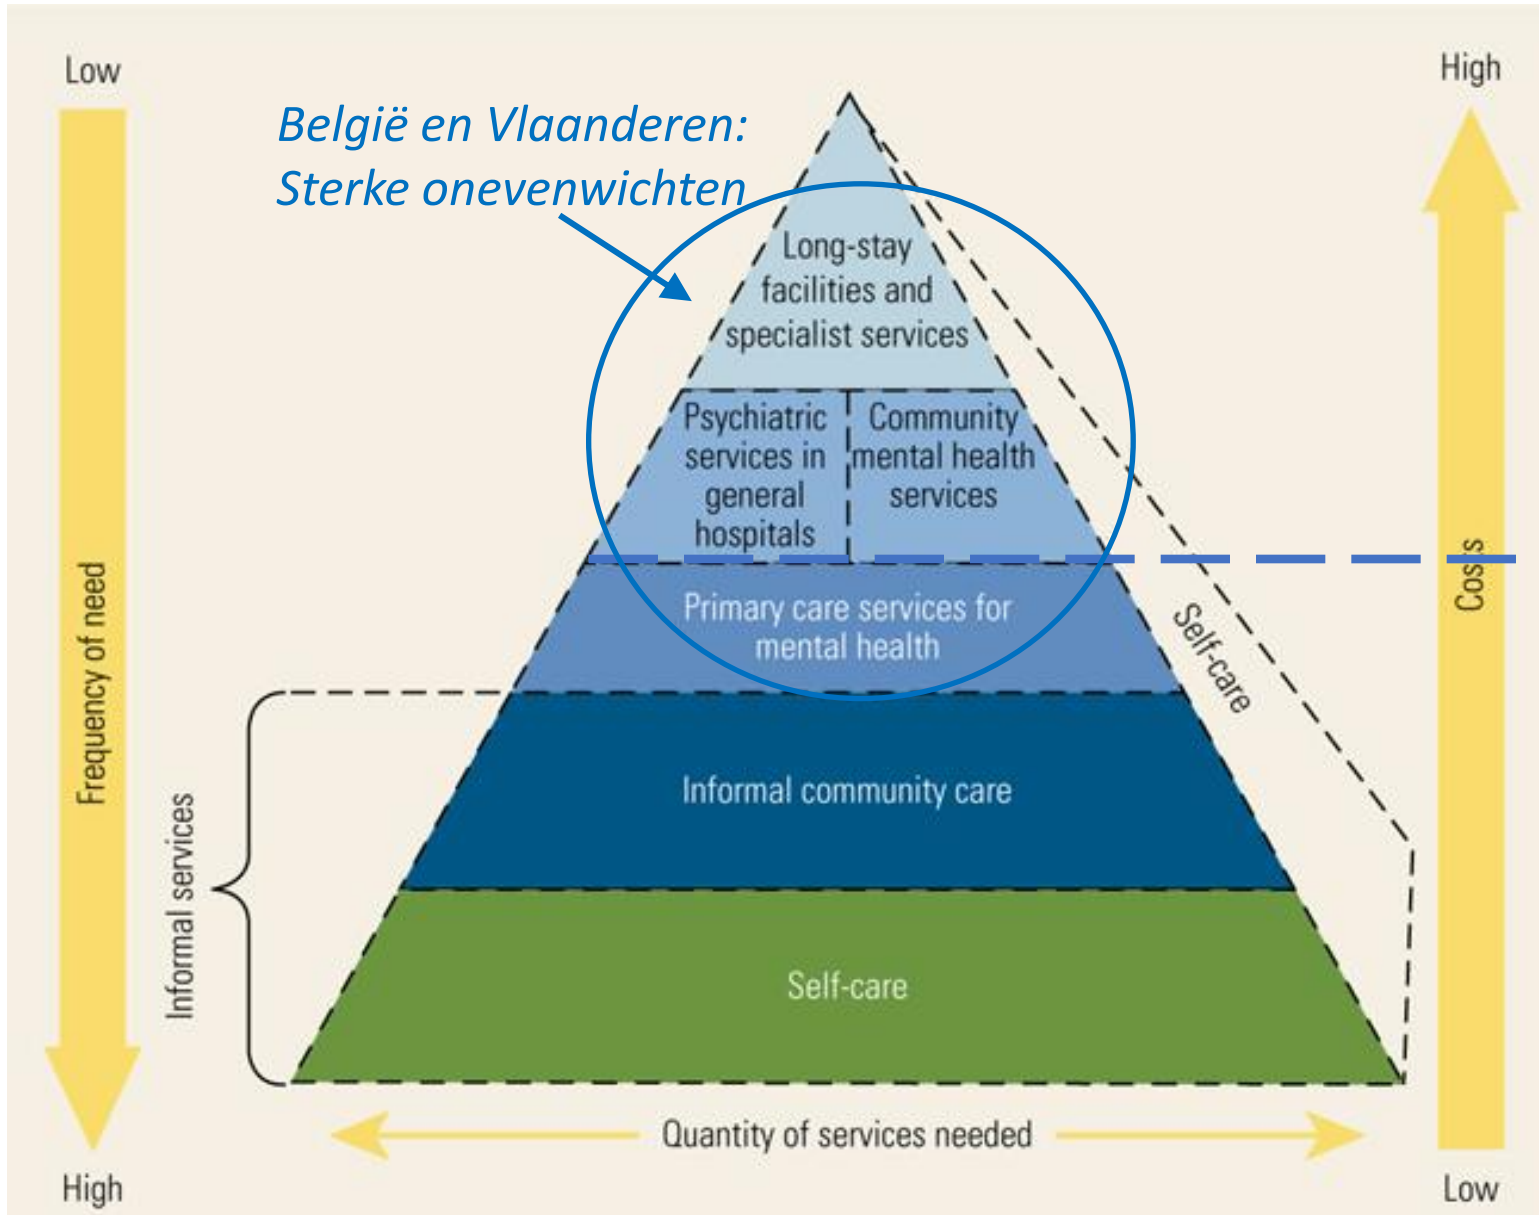 Low
High
België en Vlaanderen:
Sterke onevenwichten
Long-stay
facilities and
specialist services
Psychiatric
services in
general
hospitals
Community
mental health
services
Primary care services for
mental health
Self-care
Costs
Frequency of need
Informal services
Informal community care
Self-care
Quantity of services needed
High
Low